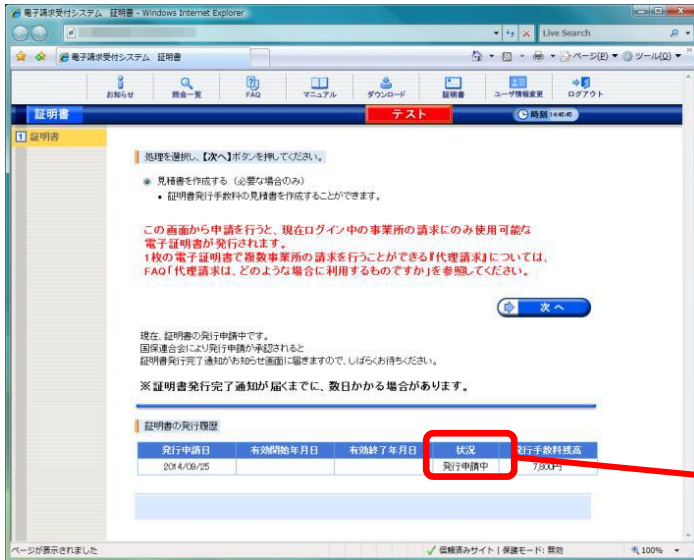 電子請求受付システム 証明書 - Windows Internet Explorer
Live Search
電子請求受付システム 証明書
ページ(P) ツール(O)
お知らせ 照会一覧 FAQ マニュアル ダウンロード 証明書 ユーザ情報変更 ログアウト
証明書 テスト 時刻 14:45:45
1 証明書
処理を選択し、【次へ】ボタンを押してください。
見積書を作成する (必要な場合のみ)
• 証明書発行手数料の見積書を作成することができます。
この画面から申請を行うと、現在ログイン中の事業所の請求にのみ使用可能な
電子証明書が発行されます。
1枚の電子証明書で複数事業所の請求を行うことができる『代理請求』については、
FAQ「代理請求は、どのような場合に利用するものですか」を参照してください。
次へ
現在、証明書の発行申請中です。
国保連合会により発行申請が承認されると
証明書発行完了通知がお知らせ画面に届きますので、しばらくお待ちください。
※証明書発行完了通知が届くまでに、数日かかる場合があります。
証明書の発行履歴
発行申請日 有効開始年月日 有効終了年月日 状況 発行手数料残高
2014/09/25 発行申請中 7,800円
ページが表示されました 信頼済みサイト | 保護モード: 無効 100%